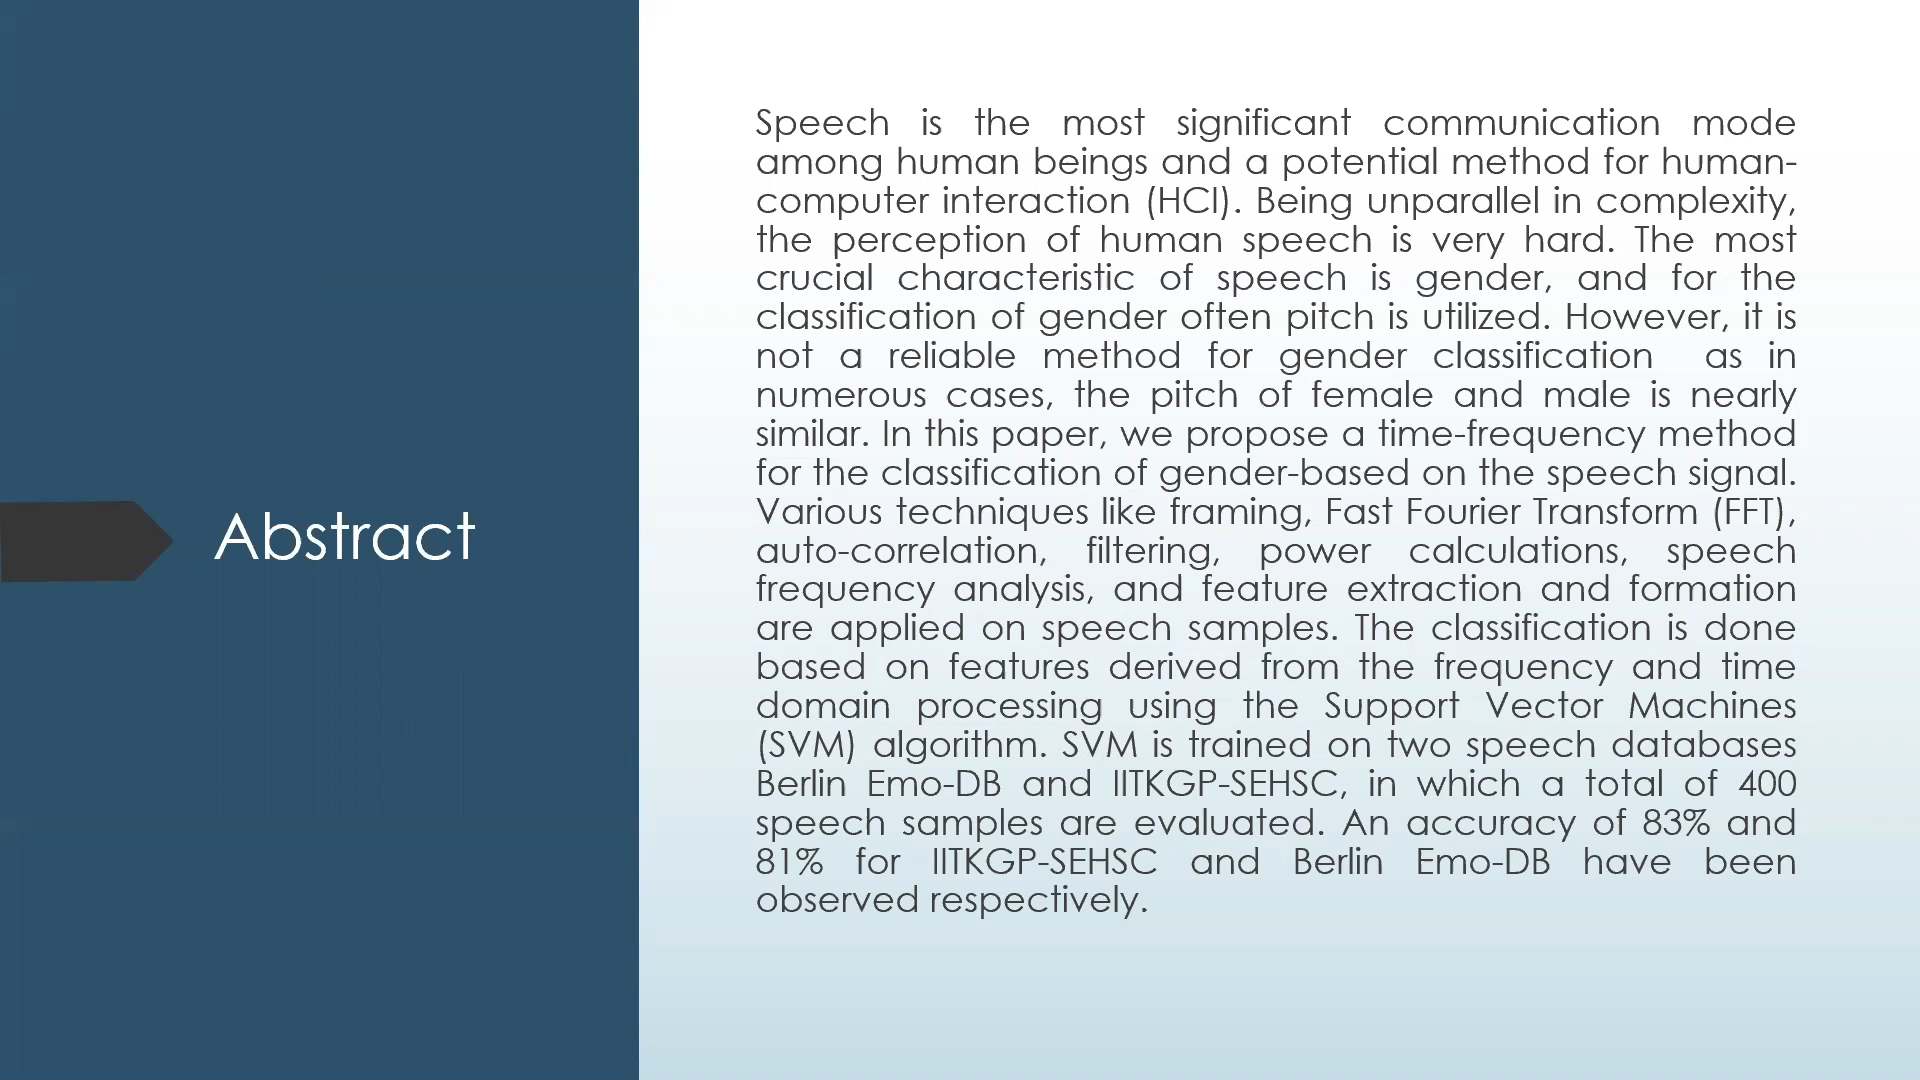 Abstract
Speech is the most significant communication mode
among human beings and a potential method for human-
computer interaction (HCI). Being unparallel in complexity,
the perception of human speech is very hard. The most
crucial characteristic of speech is gender, and for the
classification of gender often pitch is utilized. However, it is
not a reliable method for gender classification as in
numerous cases, the pitch of female and male is nearly
similar. In this paper, we propose a time-frequency method
for the classification of gender-based on the speech signal.
Various techniques like framing, Fast Fourier Transform (FFT),
auto-correlation, filtering, power calculations, speech
frequency analysis, and feature extraction and formation
are applied on speech samples. The classification is done
based on features derived from the frequency and time
domain processing using the Support Vector Machines
(SVM) algorithm. SVM is trained on two speech databases
Berlin Emo-DB and IITKGP-SEHSC, in which a total of 400
speech samples are evaluated. An accuracy of 83% and
81% for IITKGP-SEHSC and Berlin Emo-DB have been
observed respectively.